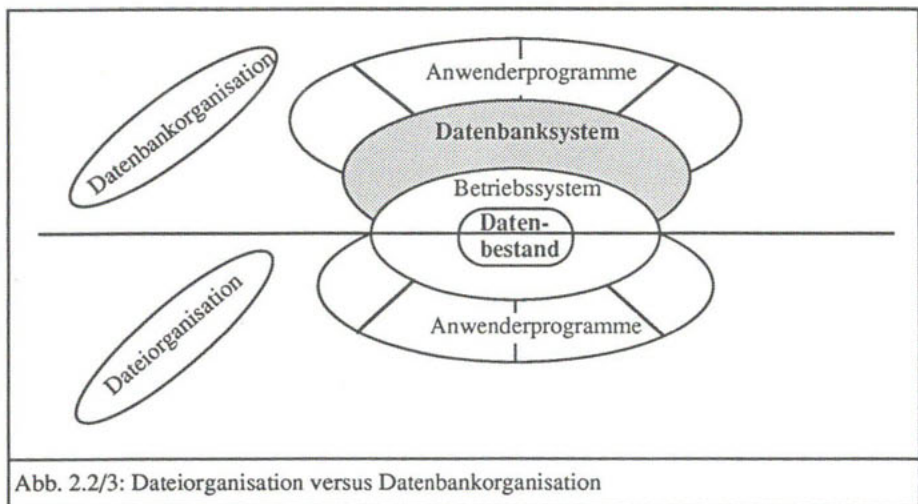 Datenbankorganisation
Anwenderprogramme
Datenbanksystem
Betriebssystem
Daten-
bestand
Dateiorganisation
Anwenderprogramme
Abb. 2.2/3: Dateiorganisation versus Datenbankorganisation